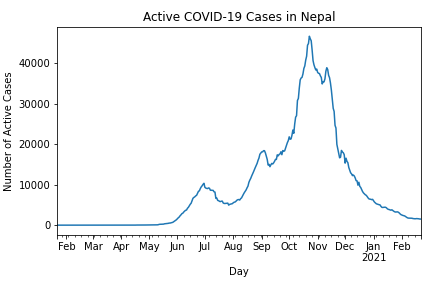 Active COVID-19 Cases in Nepal
Number of Active Cases
40000
30000
20000
10000
0
Feb Mar Apr May Jun Jul Aug Sep Oct Nov Dec Jan Feb
2021
Day